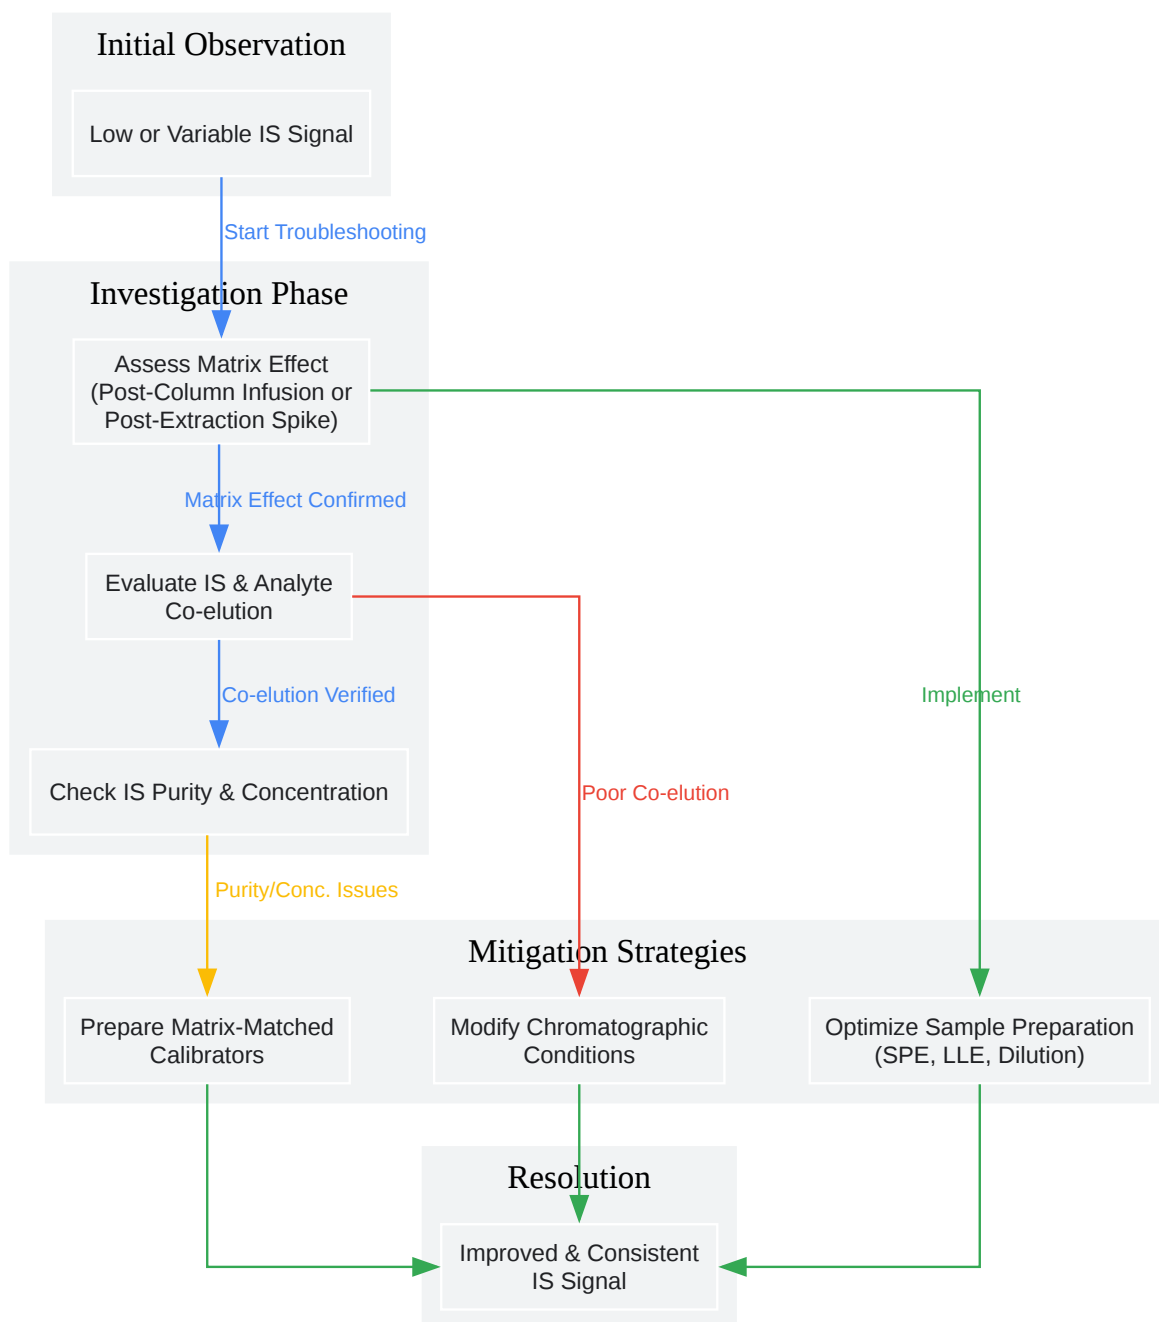 Initial Observation
Low or Variable IS Signal
Start Troubleshooting
Investigation Phase
Assess Matrix Effect
(Post-Column Infusion or
Post-Extraction Spike)
Matrix Effect Confirmed
Evaluate IS & Analyte
Co-elution
Co-elution Verified
Implement
Check IS Purity & Concentration
Poor Co-elution
Purity/Conc. Issues
Mitigation Strategies
Prepare Matrix-Matched
Calibrators
Modify Chromatographic
Conditions
Optimize Sample Preparation
(SPE, LLE, Dilution)
Resolution
Improved & Consistent
IS Signal